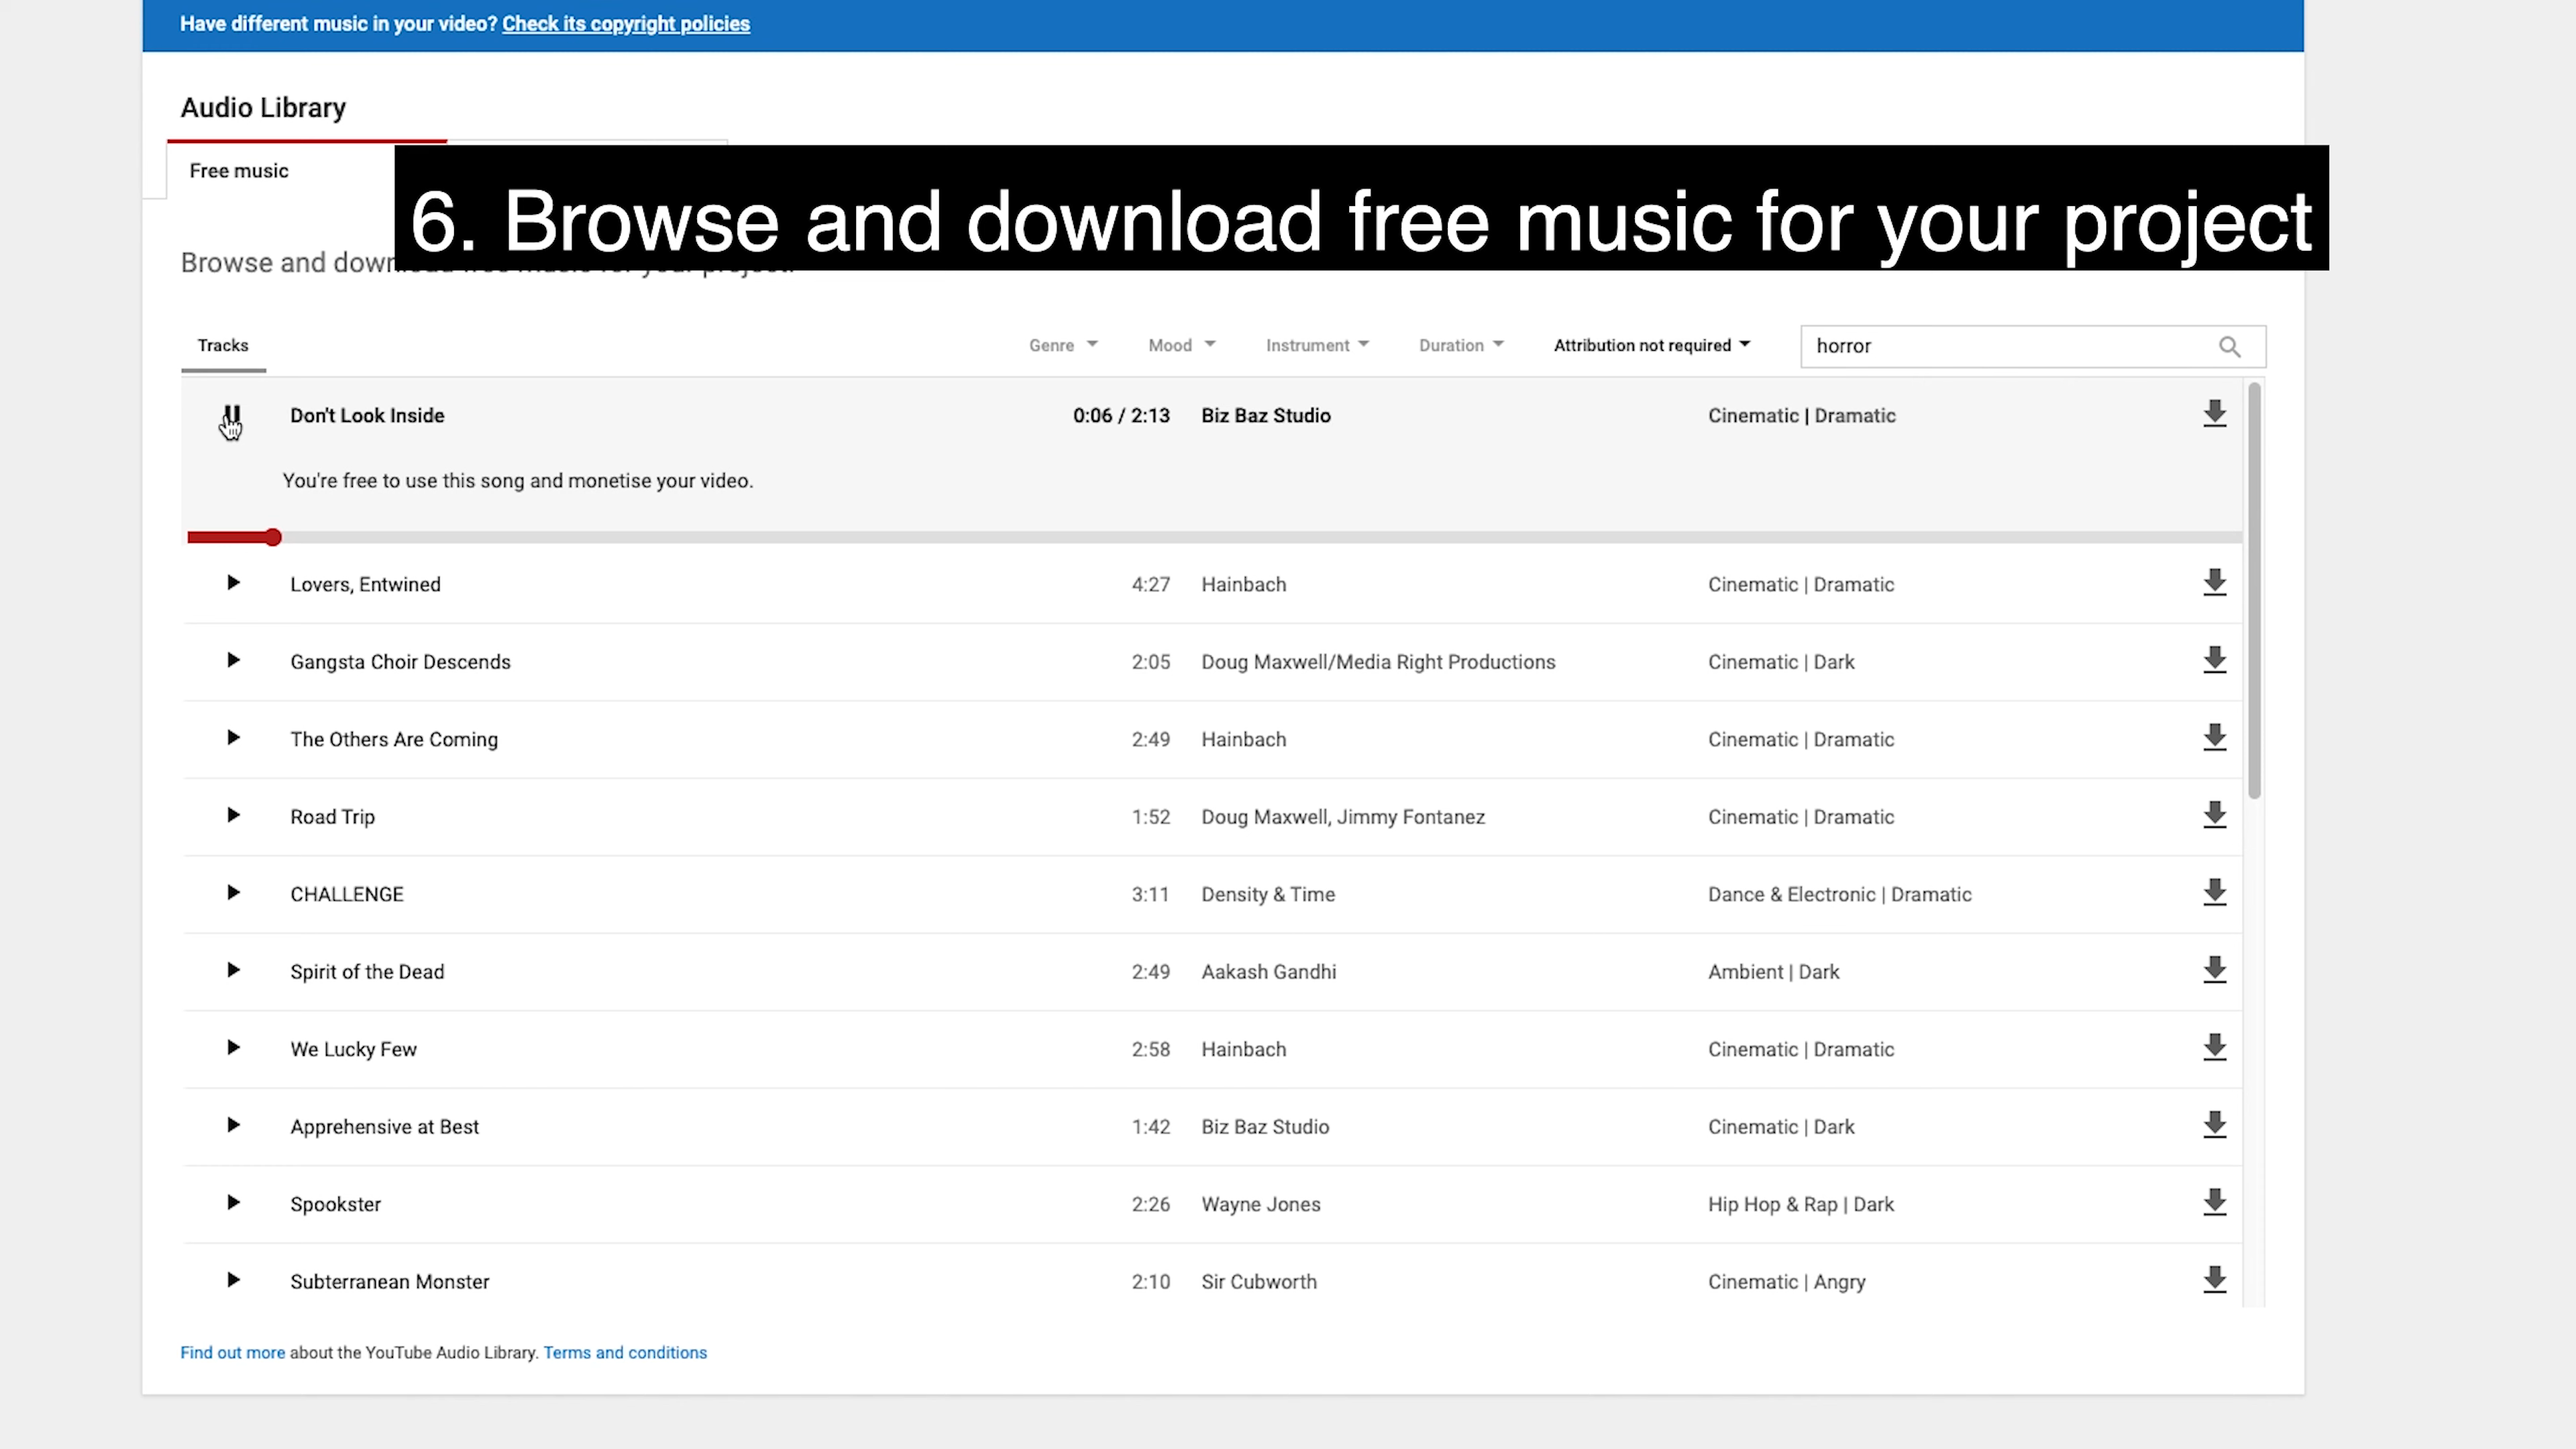 Have different music in your video? Check its copyright policies
Audio Library
Free music
6. Browse and download free music for your project
Browse and download free music for your project.
Tracks Genre Mood Instrument Duration Attribution not required horror
Don't Look Inside 0:06 / 2:13 Biz Baz Studio Cinematic | Dramatic
You're free to use this song and monetise your video.
Lovers, Entwined 4:27 Hainbach Cinematic | Dramatic
Gangsta Choir Descends 2:05 Doug Maxwell/Media Right Productions Cinematic | Dark
The Others Are Coming 2:49 Hainbach Cinematic | Dramatic
Road Trip 1:52 Doug Maxwell, Jimmy Fontanez Cinematic | Dramatic
CHALLENGE 3:11 Density & Time Dance & Electronic | Dramatic
Spirit of the Dead 2:49 Aakash Gandhi Ambient | Dark
We Lucky Few 2:58 Hainbach Cinematic | Dramatic
Apprehensive at Best 1:42 Biz Baz Studio Cinematic | Dark
Spookster 2:26 Wayne Jones Hip Hop & Rap | Dark
Subterranean Monster 2:10 Sir Cubworth Cinematic | Angry
Find out more about the YouTube Audio Library. Terms and conditions